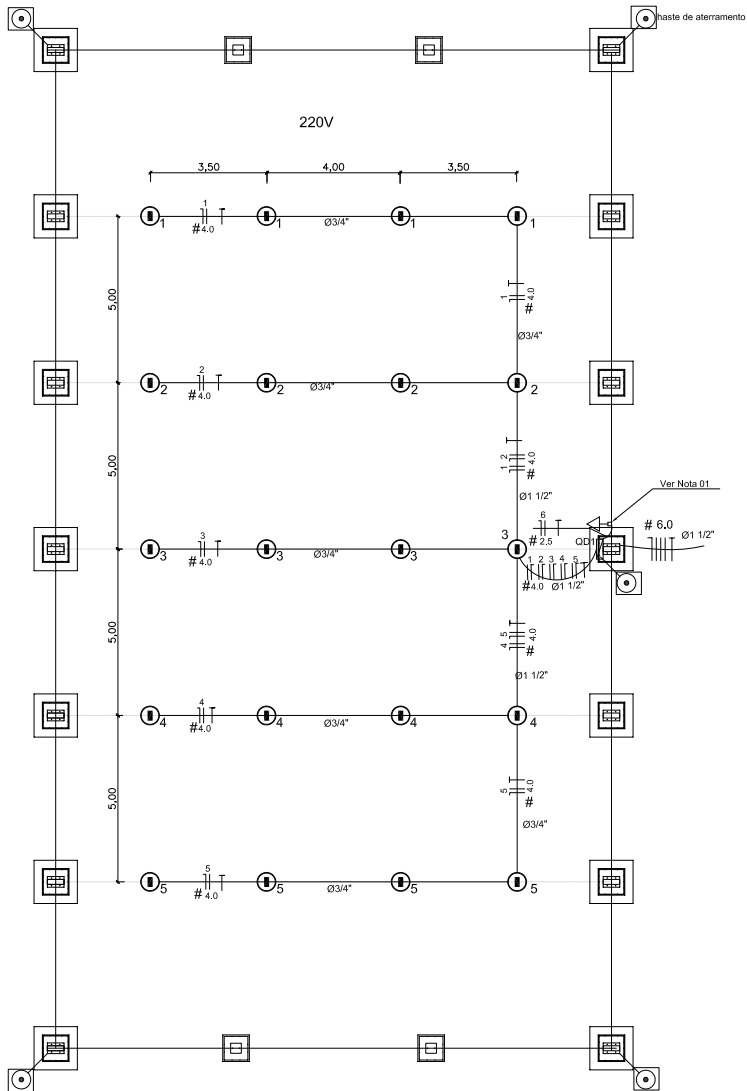 haste de aterramento
220V
3,50 4,00 3,50
1
1 1 1 1
#4.0 Ø3/4"
5,00
1 4.0
#
Ø3/4"
2
2 2 2 2
#4.0 Ø3/4"
5,00
1 2 4.0
#
Ø1 1/2"
Ver Nota 01
6
# 2.5
# 6.0
Ø1 1/2"
QD1
3
3 3 3 3
#4.0 Ø3/4"
1 2 3 4 5
#4.0 Ø1 1/2"
5,00
4 5 4.0
#
Ø1 1/2"
4
4 4 4 4
#4.0 Ø3/4"
5,00
5 4.0
#
Ø3/4"
5
5 5 5 5
# 4.0 Ø3/4"